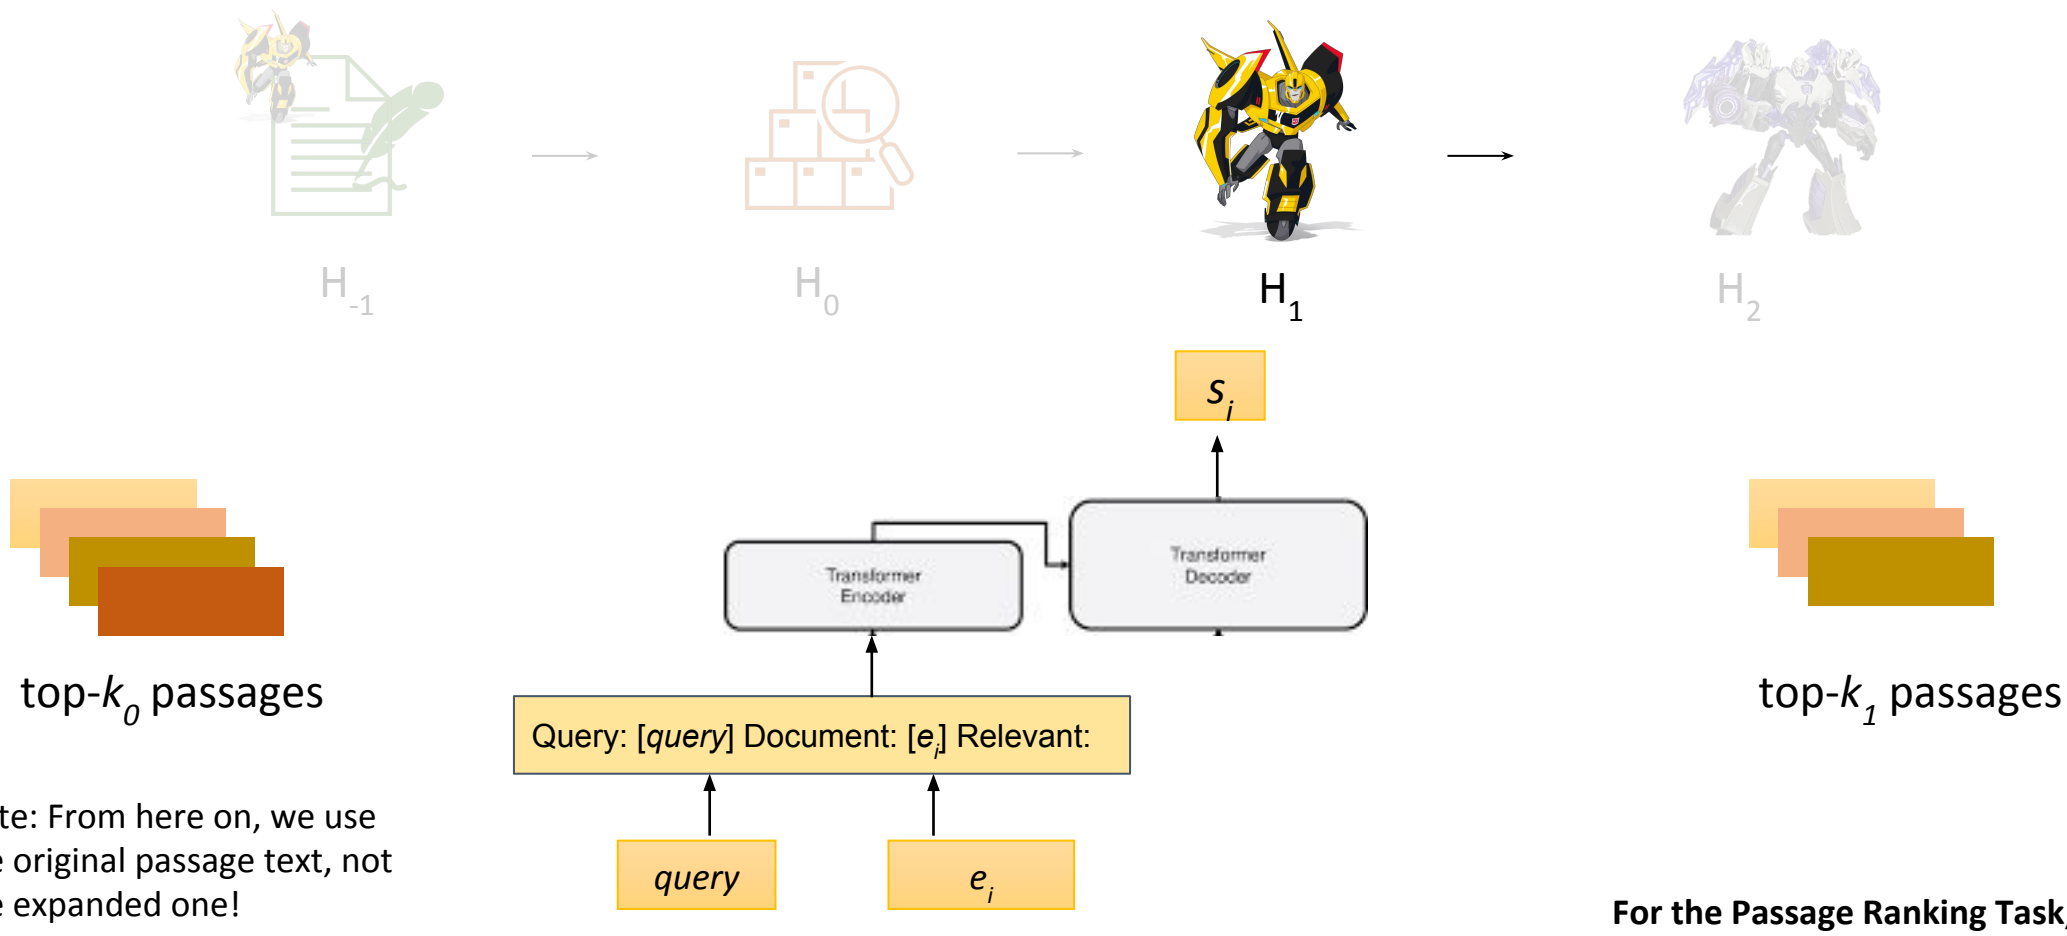 H-1
H0
H1
H2
si
Transformer
Encoder
Transformer
Decoder
top-k0 passages
top-k1 passages
Query: [query] Document: [ei] Relevant:
te: From here on, we use
e original passage text, not
e expanded one!
query
ei
For the Passage Ranking Task,